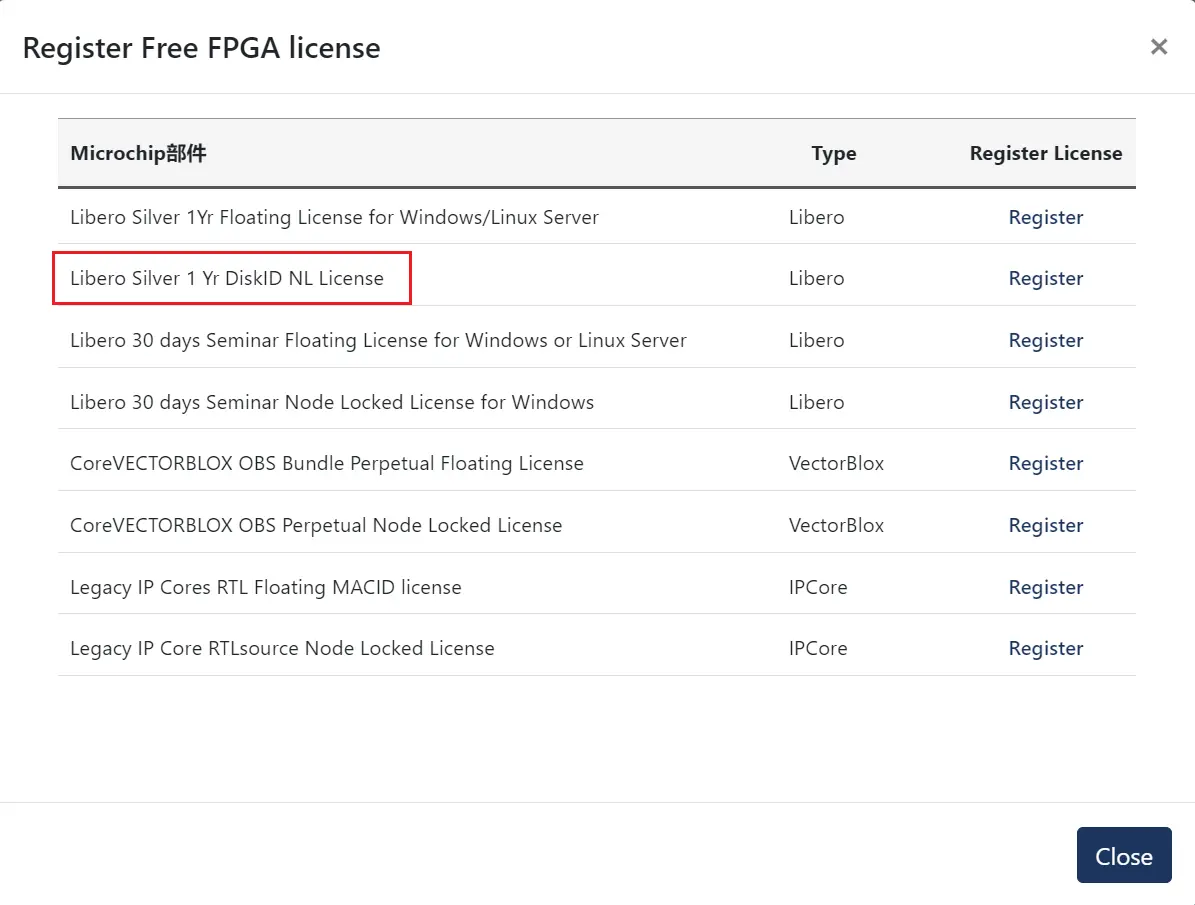 Register Free FPGA license ×
Microchip部件 Type Register License
Libero Silver 1Yr Floating License for Windows/Linux Server Libero Register
Libero Silver 1 Yr DiskID NL License Libero Register
Libero 30 days Seminar Floating License for Windows or Linux Server Libero Register
Libero 30 days Seminar Node Locked License for Windows Libero Register
CoreVECTORBLOX OBS Bundle Perpetual Floating License VectorBlox Register
CoreVECTORBLOX OBS Perpetual Node Locked License VectorBlox Register
Legacy IP Cores RTL Floating MACID license IPCore Register
Legacy IP Core RTLsource Node Locked License IPCore Register
Close